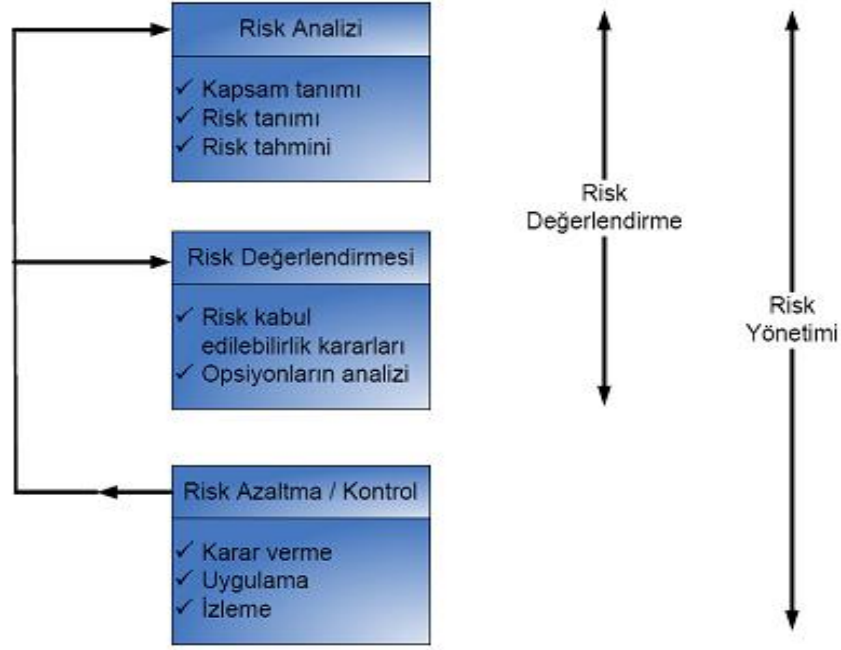 Risk Analizi
✓ Kapsam tanımı
✓ Risk tanımı
✓ Risk tahmini
Risk Değerlendirmesi
✓ Risk kabul
edilebilirlik kararları
✓ Opsiyonların analizi
Risk Azaltma / Kontrol
✓ Karar verme
✓ Uygulama
✓ İzleme
Risk
Değerlendirme
Risk
Yönetimi